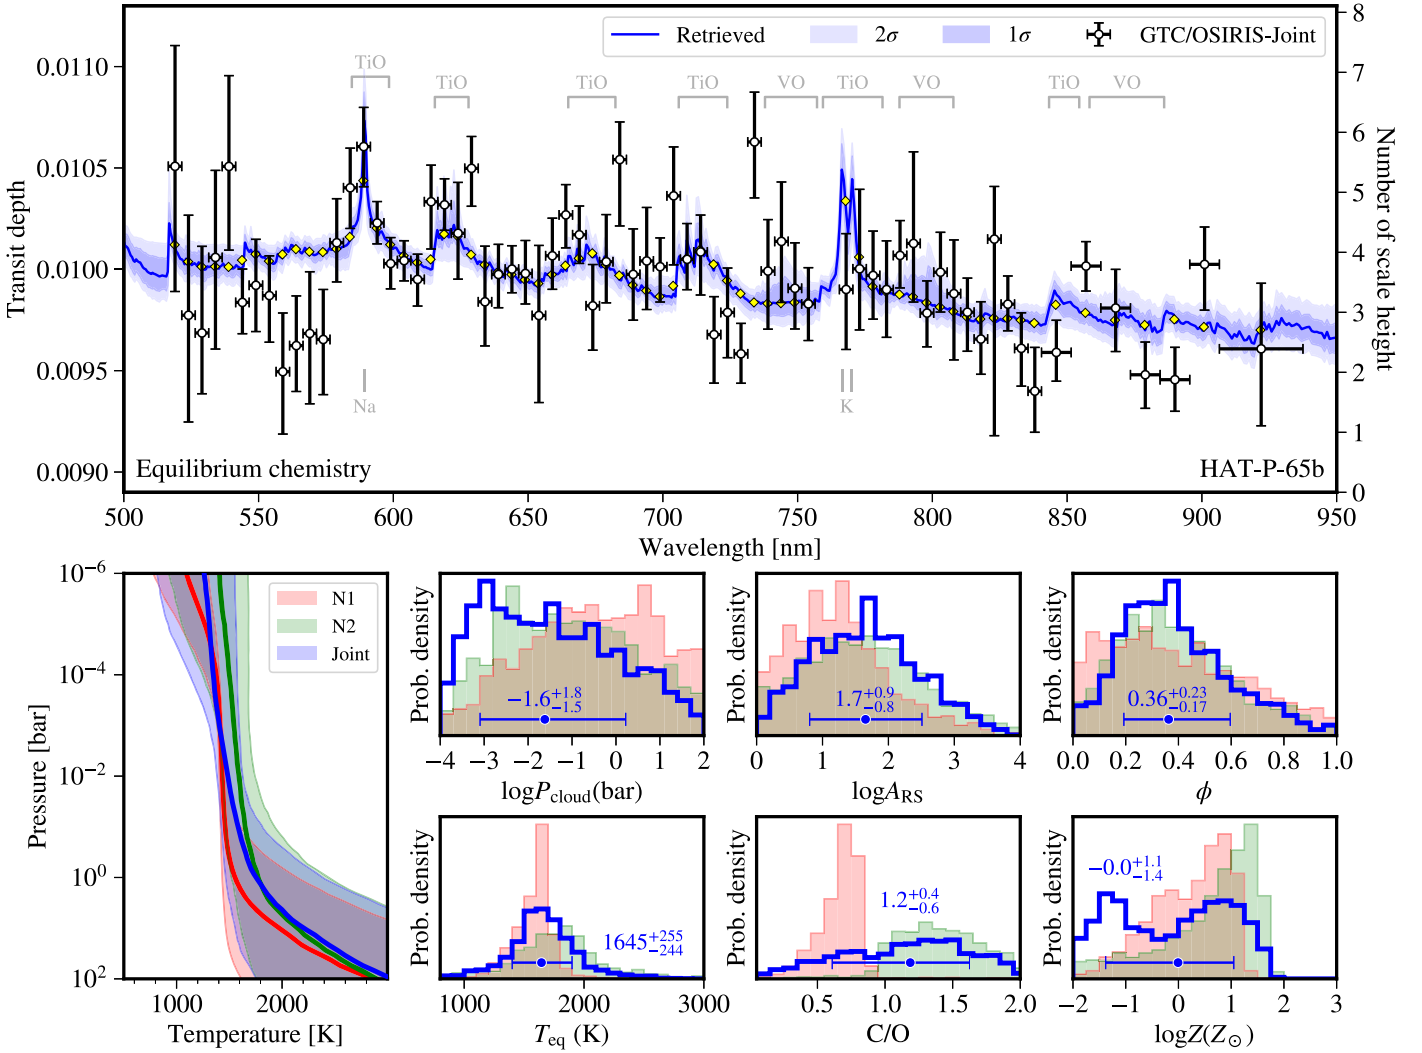 Retrieved 2σ 1σ GTC/OSIRIS-Joint
TiO TiO TiO TiO VO TiO VO TiO VO
Na K
Equilibrium chemistry HAT-P-65b
Transit depth
0.0110
0.0105
0.0100
0.0095
0.0090
Number of scale height
8
7
6
5
4
3
2
1
0
500 550 600 650 700 750 800 850 900 950
Wavelength [nm]
N1
N2
Joint
Pressure [bar]
10⁻⁶
10⁻⁴
10⁻²
10⁰
10²
1000 2000
Temperature [K]
Prob. density
−1.6+1.8−1.5
−4 −3 −2 −1 0 1 2
logPcloud(bar)
Prob. density
1.7+0.9−0.8
0 1 2 3 4
logARS
Prob. density
0.36+0.23−0.17
0.0 0.2 0.4 0.6 0.8 1.0
ϕ
Prob. density
1645+255−244
1000 2000 3000
Teq (K)
Prob. density
1.2+0.4−0.6
0.5 1.0 1.5 2.0
C/O
Prob. density
−0.0+1.1−1.4
−2 −1 0 1 2 3
logZ(Z⊙)